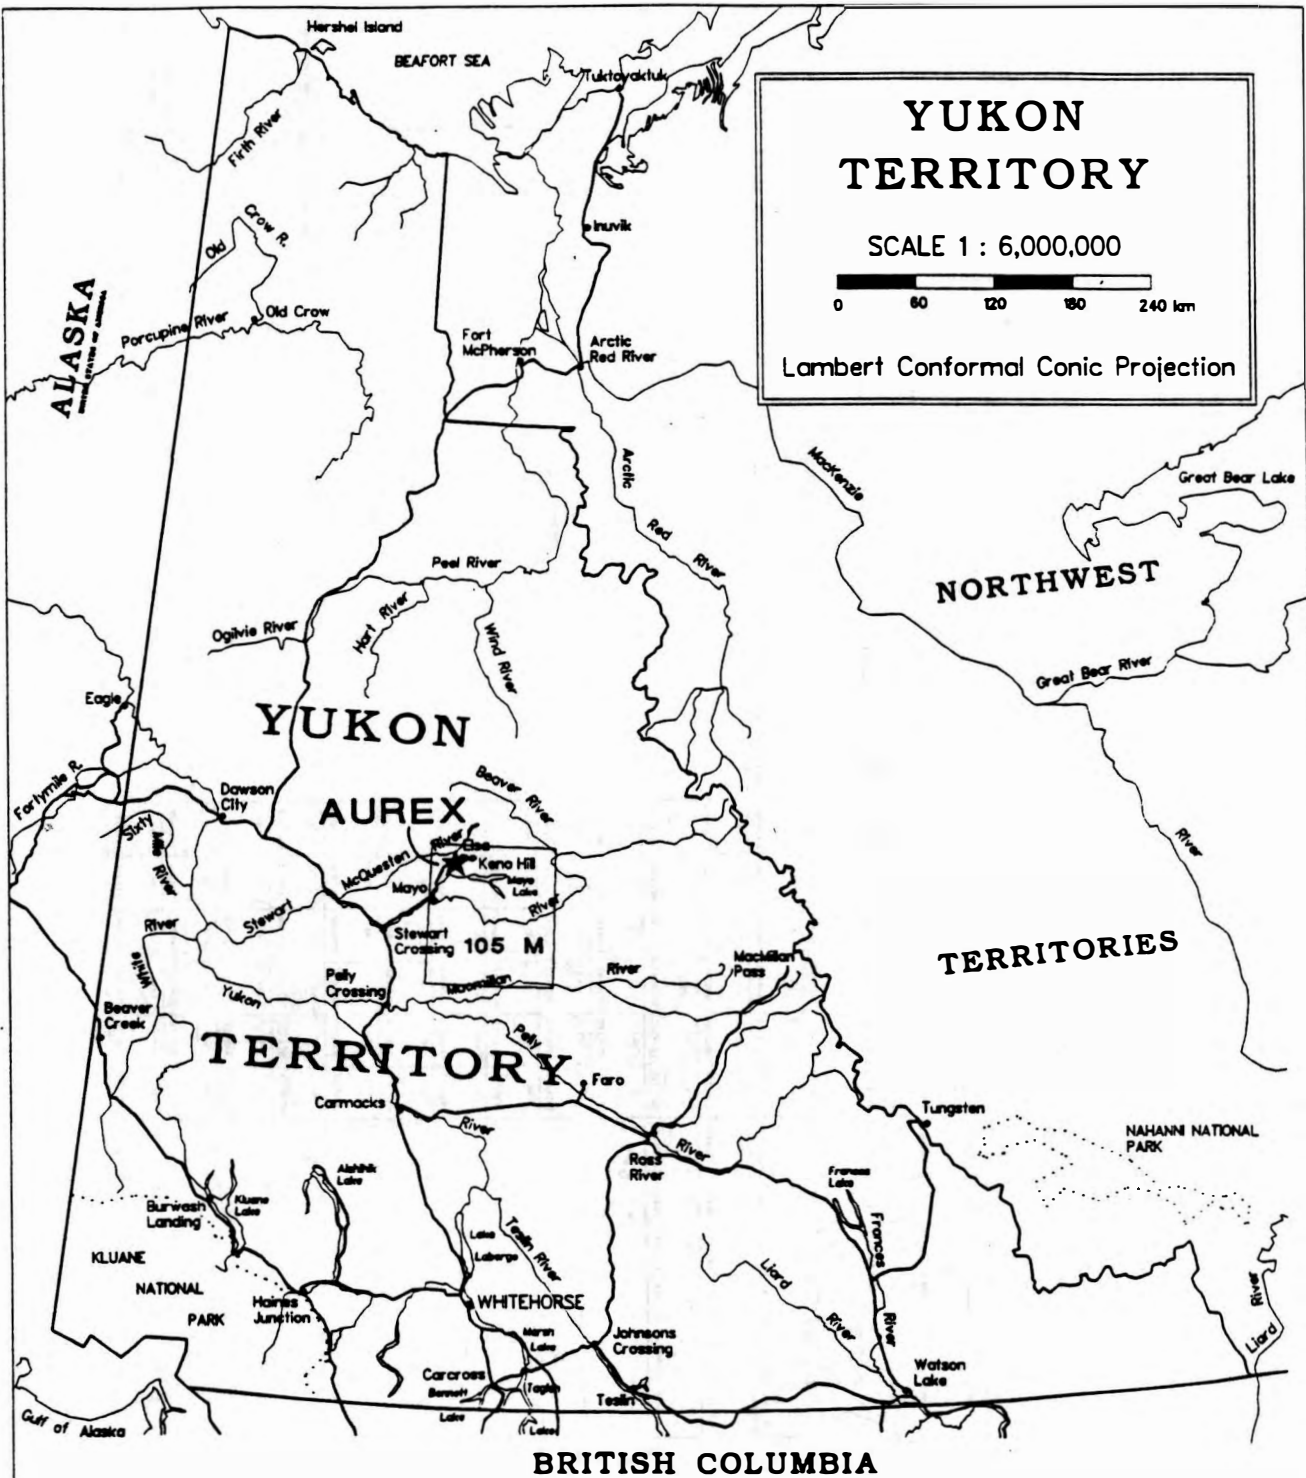 Hershel Island
BEAFORT SEA
Tuktoyaktuk
YUKON
TERRITORY
SCALE 1 : 6,000,000
0 60 120 180 240 km
Lambert Conformal Conic Projection
Firth River
Old Crow R.
Inuvik
ALASKA
Porcupine River
Old Crow
Fort
McPherson
Arctic
Red River
Arctic Red River
MacKenzie
Great Bear Lake
NORTHWEST
Peel River
Hart River
Wind River
Ogilvie River
Great Bear River
Eagle
YUKON
Fortymile R.
Dawson
City
Beaver River
AUREX
Sixty
Mile River
McQuesten River
Elsa
Keno Hill
Mayo
Lake
Mayo
River
River
Stewart
River
Stewart
Crossing
105 M
White
TERRITORIES
MacMillan
Pass
Pelly
Crossing
Macmillan
River
Yukon
Beaver
Creek
TERRITORY
Pelly
Faro
Carmacks
River
River
Ross
River
Tungsten
NAHANNI NATIONAL
PARK
Aishihik
Lake
Frances
Lake
Burwash
Landing
Kluane
Lake
Lake
Laberge
Teslin River
Frances
River
Liard
River
KLUANE
NATIONAL
PARK
Haines
Junction
WHITEHORSE
Marsh
Lake
Johnsons
Crossing
River
Liard
Carcross
Bennett
Lake
Tagish
Lake
Teslin
Watson
Lake
Gulf of Alaska
BRITISH COLUMBIA